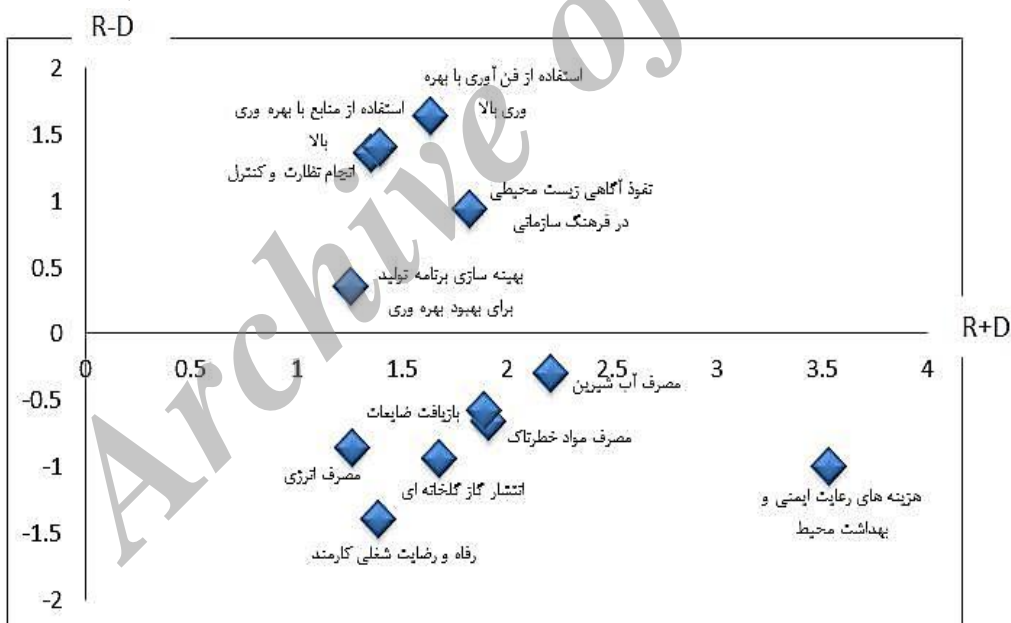 R-D
2
1.5
1
0.5
0
-0.5
-1
-1.5
-2
0
0.5
1
1.5
2
2.5
3
3.5
4
R+D
استفاده از فن آوری با بهره
وری بالا
استفاده از منابع با بهره وری
بالا
انجام نظارت و کنترل
نفوذ آگاهی زیست محیطی
در فرهنگ سازمانی
بهینه سازی برنامه تولید
برای بهبود بهره وری
مصرف آب شیرین
بازیافت ضایعات
مصرف مواد خطرناک
مصرف انرژی
انتشار گاز گلخانه ای
رفاه و رضایت شغلی کارمند
هزینه های رعایت ایمنی و
بهداشت محیط
Archive of